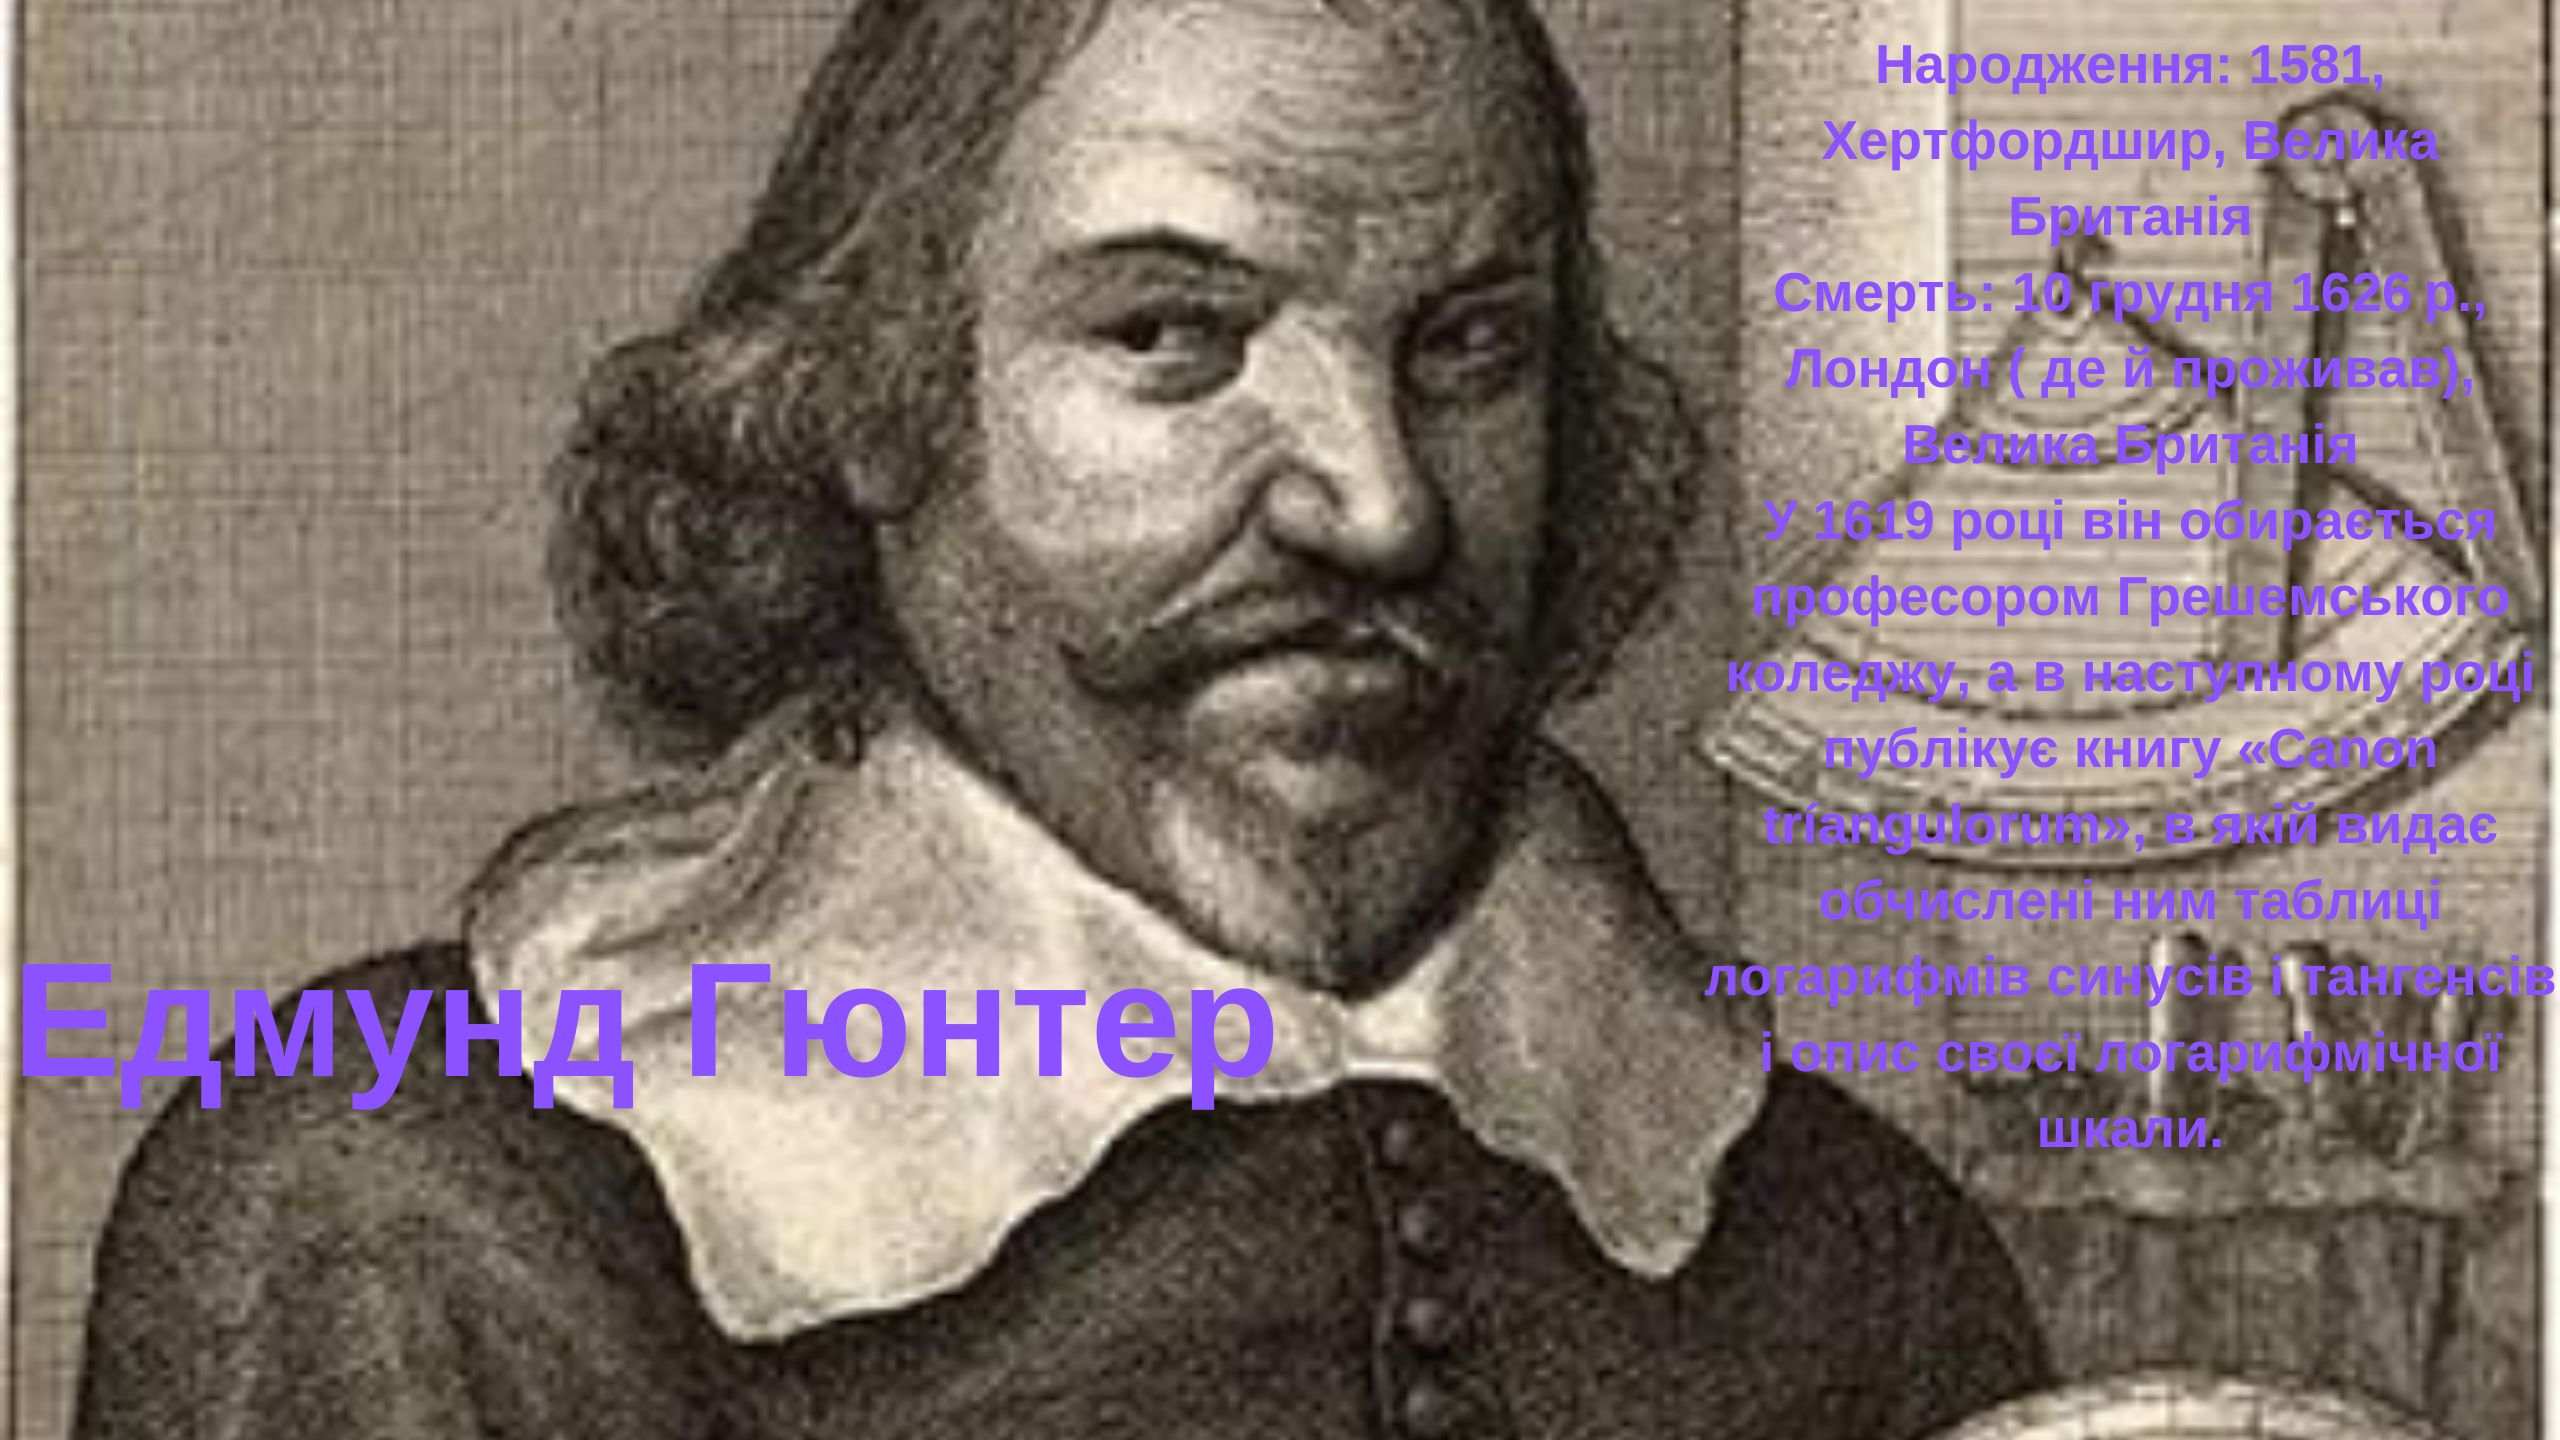 Народження: 1581,
Хертфордшир, Велика
Британія
Смерть: 10 грудня 1626 р.,
Лондон ( де й проживав),
Велика Британія
У 1619 році він обирається
професором Грешемського
коледжу, а в наступному році
публікує книгу «Canon
tríangulorum», в якій видає
обчислені ним таблиці
логарифмів синусів і тангенсів
і опис своєї логарифмічної
шкали.
Едмунд Гюнтер